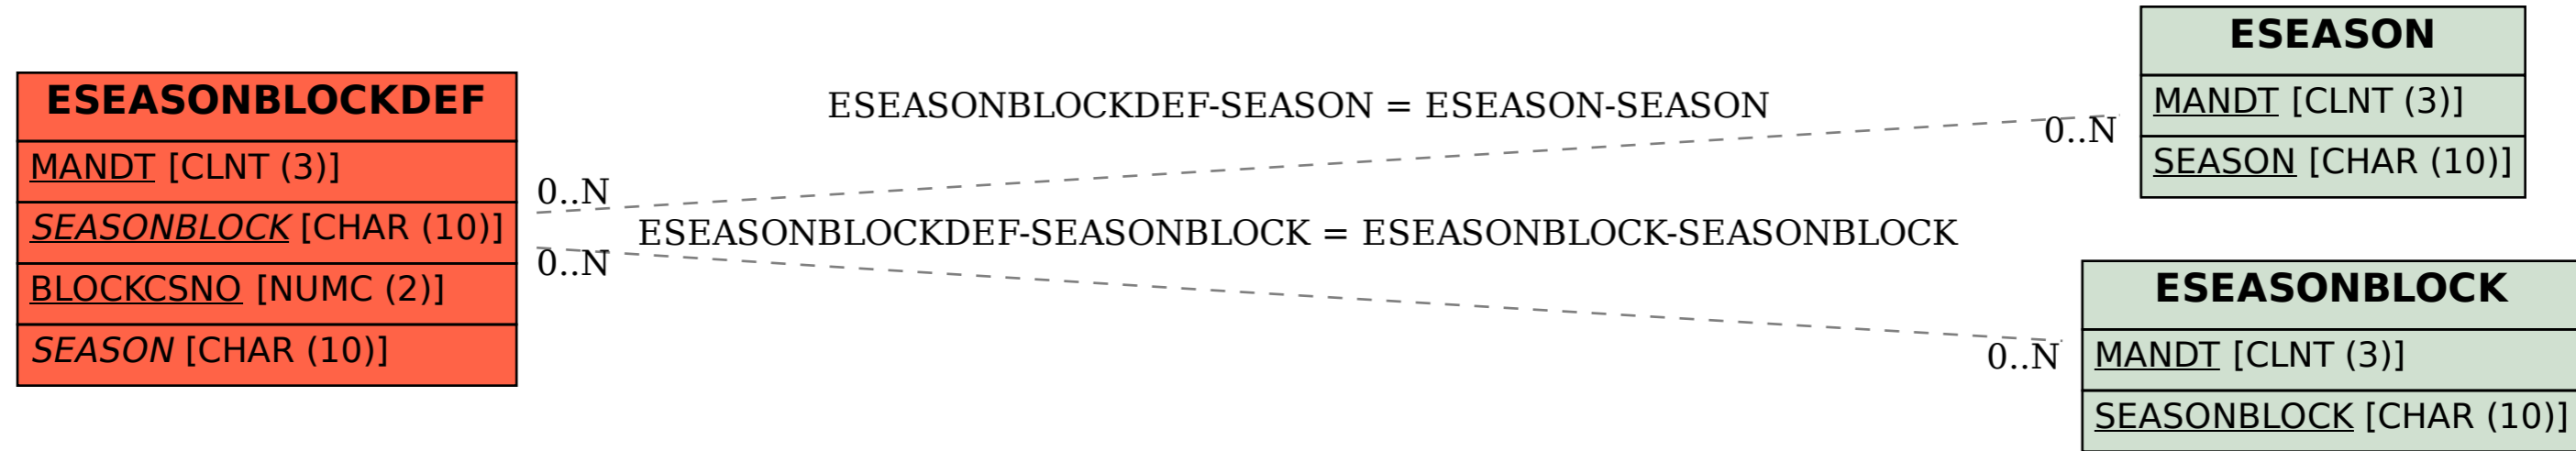 ESEASONBLOCKDEF
MANDT [CLNT (3)]
SEASONBLOCK [CHAR (10)]
BLOCKCSNO [NUMC (2)]
SEASON [CHAR (10)]
ESEASONBLOCKDEF-SEASON = ESEASON-SEASON
0..N
0..N
ESEASONBLOCKDEF-SEASONBLOCK = ESEASONBLOCK-SEASONBLOCK
0..N
0..N
ESEASON
MANDT [CLNT (3)]
SEASON [CHAR (10)]
ESEASONBLOCK
MANDT [CLNT (3)]
SEASONBLOCK [CHAR (10)]